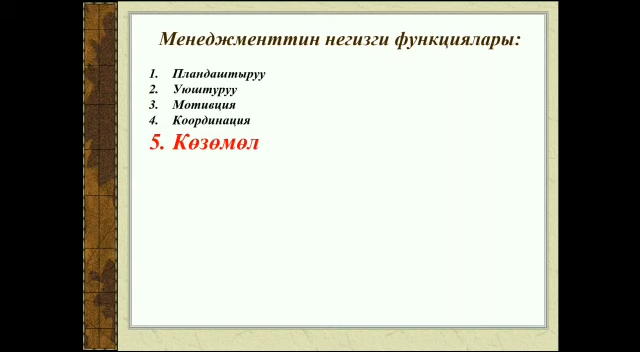 Менеджменттин негизги функциялары:
1. Пландаштыруу
2. Уюштуруу
3. Мотивция
4. Координация
5. Көзөмөл